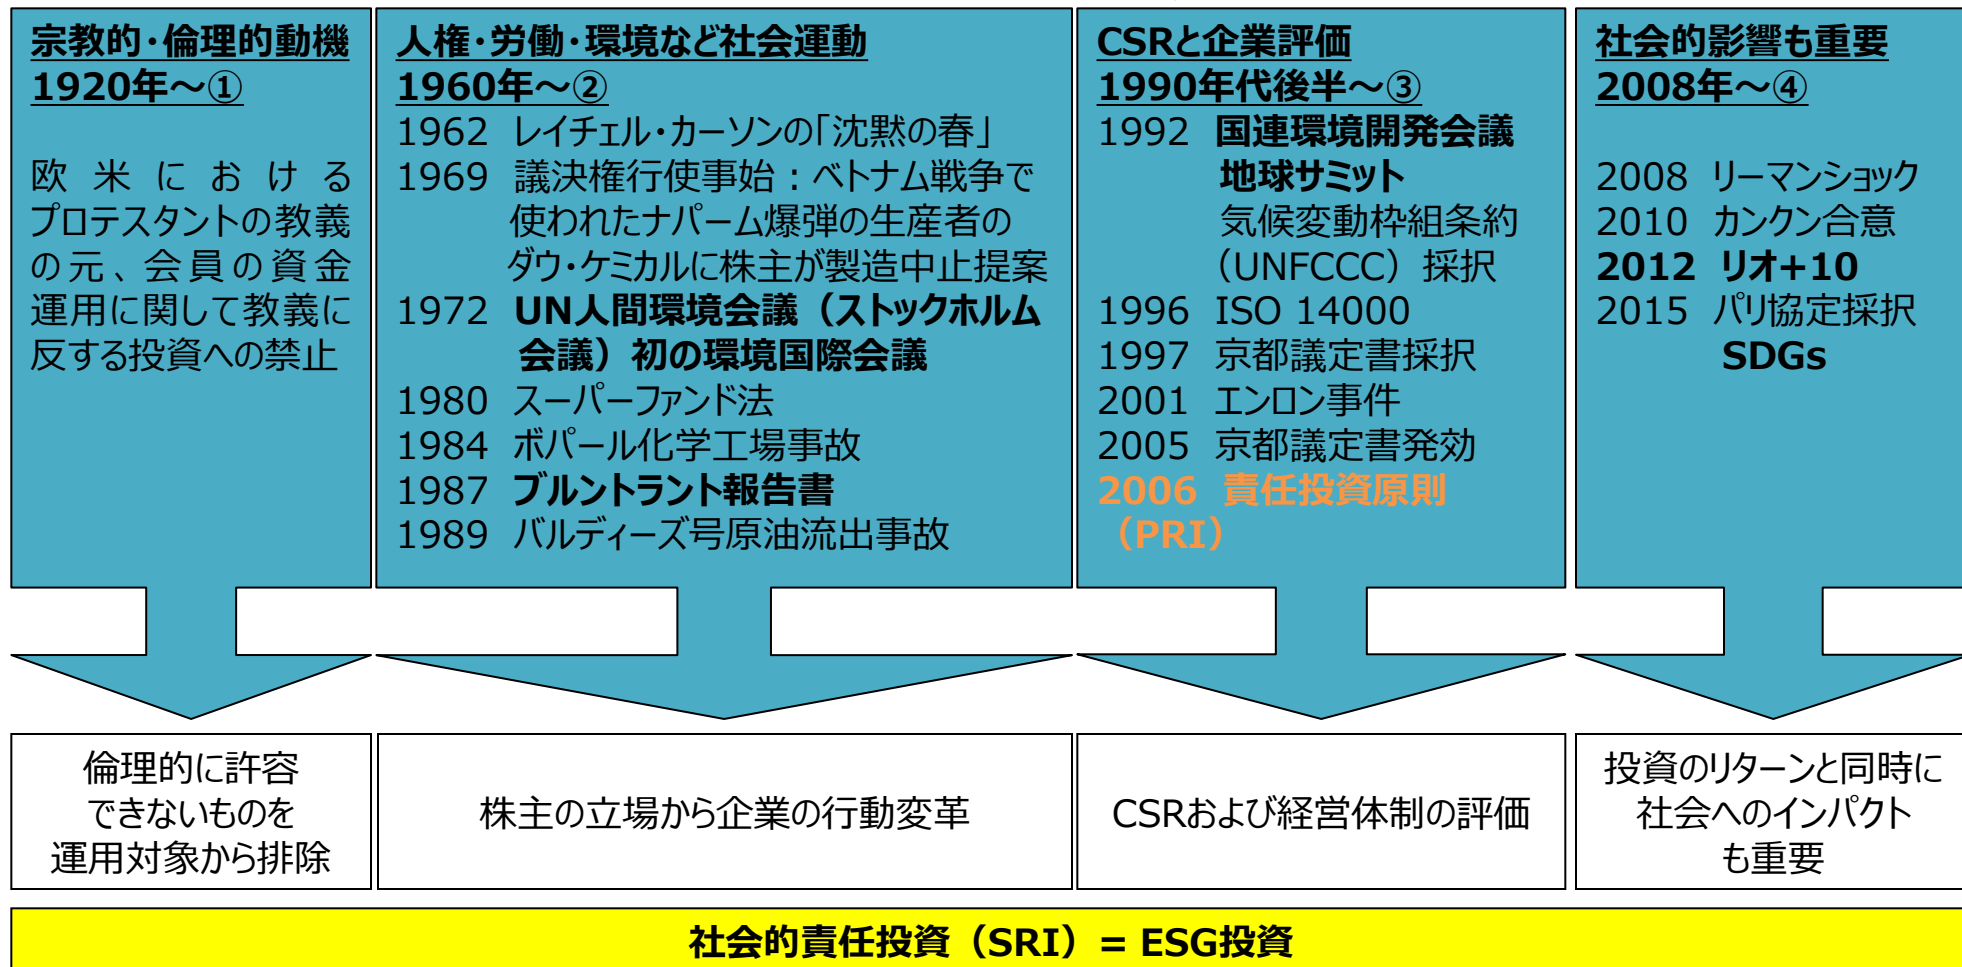 宗教的・倫理的動機
1920年～①
欧米における
プロテスタントの教義
の元、会員の資金
運用に関して教義に
反する投資への禁止
人権・労働・環境など社会運動
1960年～②
1962 レイチェル・カーソンの「沈黙の春」
1969 議決権行使事始：ベトナム戦争で
使われたナパーム爆弾の生産者の
ダウ・ケミカルに株主が製造中止提案
1972 UN人間環境会議（ストックホルム
会議）初の環境国際会議
1980 スーパーファンド法
1984 ボパール化学工場事故
1987 ブルントラント報告書
1989 バルディーズ号原油流出事故
CSRと企業評価
1990年代後半～③
1992 国連環境開発会議
地球サミット
気候変動枠組条約
（UNFCCC）採択
1996 ISO 14000
1997 京都議定書採択
2001 エンロン事件
2005 京都議定書発効
2006 責任投資原則
（PRI）
社会的影響も重要
2008年～④
2008 リーマンショック
2010 カンクン合意
2012 リオ+10
2015 パリ協定採択
SDGs
倫理的に許容
できないものを
運用対象から排除
株主の立場から企業の行動変革
CSRおよび経営体制の評価
投資のリターンと同時に
社会へのインパクト
も重要
社会的責任投資（SRI）= ESG投資